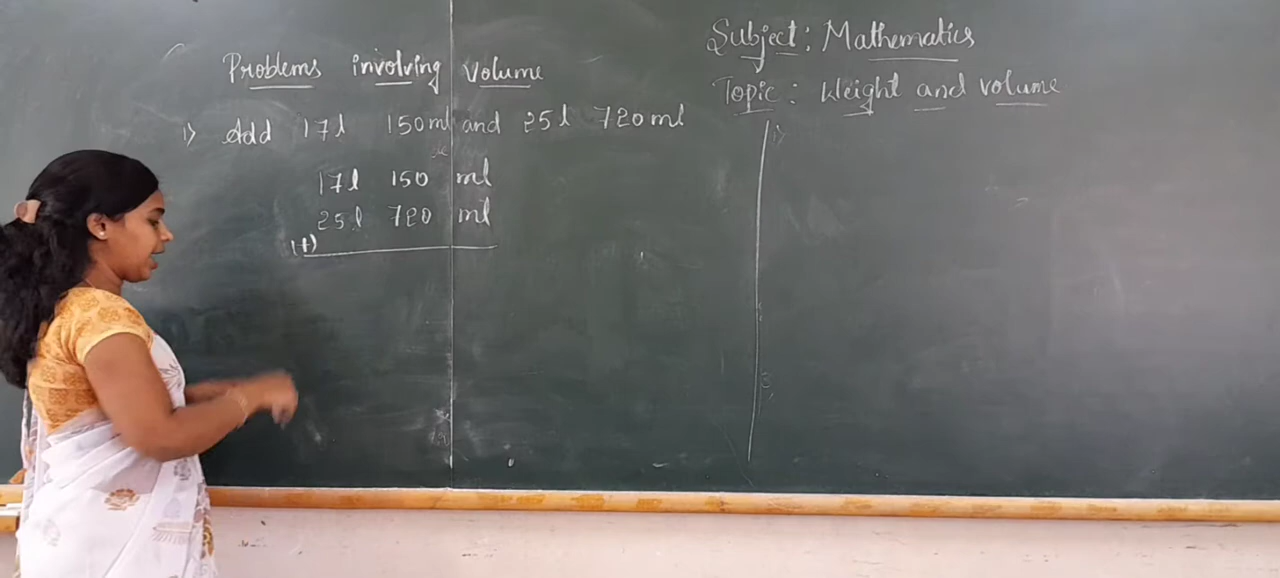 Problems involving Volume
1) Add 17l 150ml and 25l 720ml
17l 150 ml
25l 720 ml
(+)
Subject: Mathematics
Topic: Weight and volume
1)